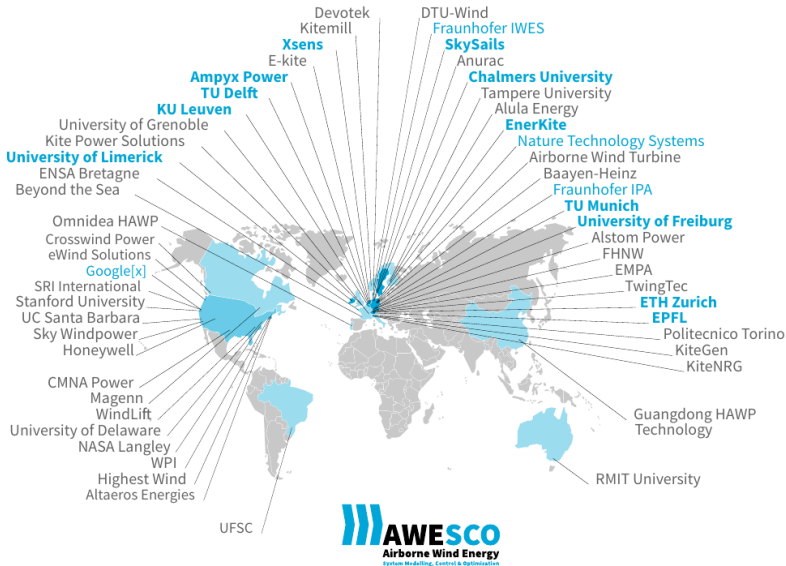 Devotek
Kitemill
Xsens
E-kite
Ampyx Power
TU Delft
KU Leuven
University of Grenoble
Kite Power Solutions
University of Limerick
ENSA Bretagne
Beyond the Sea
Omnidea HAWP
Crosswind Power
eWind Solutions
Google[x]
SRI International
Stanford University
UC Santa Barbara
Sky Windpower
Honeywell
CMNA Power
Magenn
WindLift
University of Delaware
NASA Langley
WPI
Highest Wind
Altaeros Energies
UFSC
DTU-Wind
Fraunhofer IWES
SkySails
Anurac
Chalmers University
Tampere University
Alula Energy
EnerKite
Nature Technology Systems
Airborne Wind Turbine
Baayen-Heinz
Fraunhofer IPA
TU Munich
University of Freiburg
Alstom Power
FHNW
EMPA
TwingTec
ETH Zurich
EPFL
Politecnico Torino
KiteGen
KiteNRG
Guangdong HAWP
Technology
RMIT University
AWESCO
Airborne Wind Energy
System Modelling, Control & Optimisation